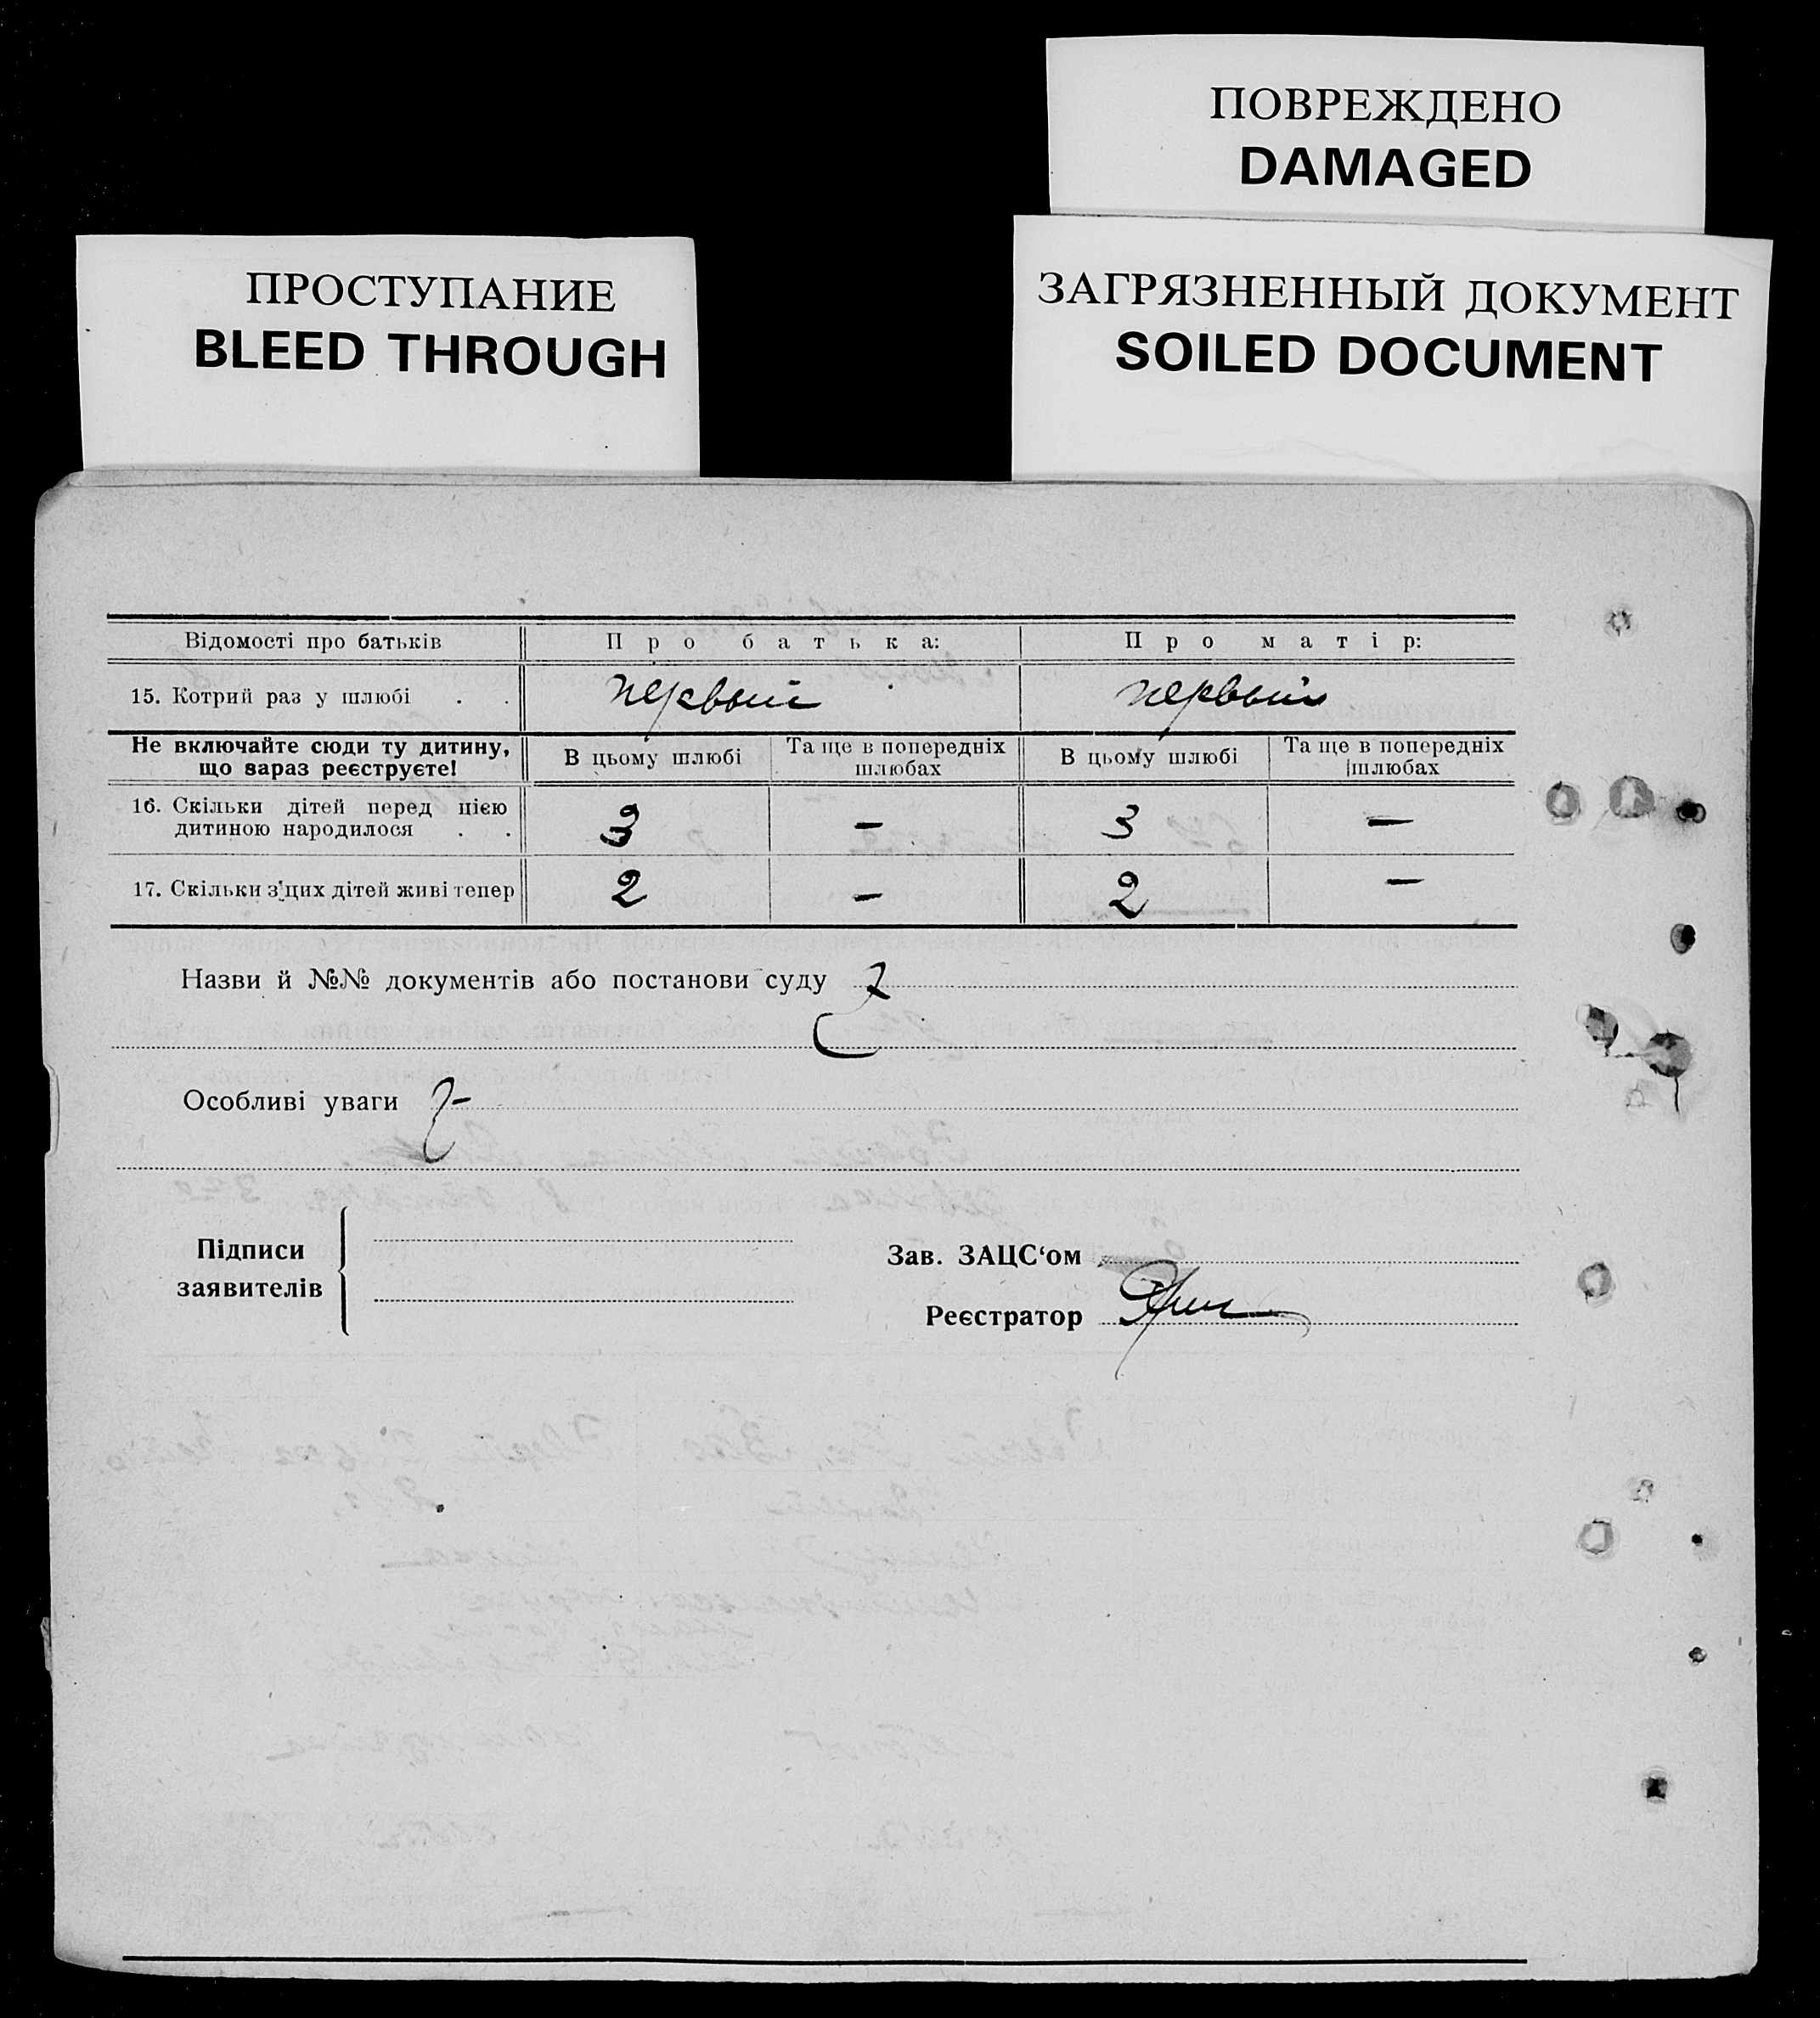 ПОВРЕЖДЕНО
DAMAGED
ПРОСТУПАНИЕ
BLEED THROUGH
ЗАГРЯЗНЕННЫЙ ДОКУМЕНТ
SOILED DOCUMENT
Відомості про батьків Про батька: Про матір:
15. Котрий раз у шлюбі . . первый первый
Не включайте сюди ту дитину, що зараз реєструєте! В цьому шлюбі Та ще в попередніх шлюбах В цьому шлюбі Та ще в попередніх шлюбах
16. Скільки дітей перед цією
дитиною народилося . . 3 — 3 —
17. Скільки з'цих дітей живі тепер 2 — 2 —
Назви й №№ документів або постанови суду
Особливі уваги
Підписи
заявителів
Зав. ЗАЦС‘ом
Реєстратор